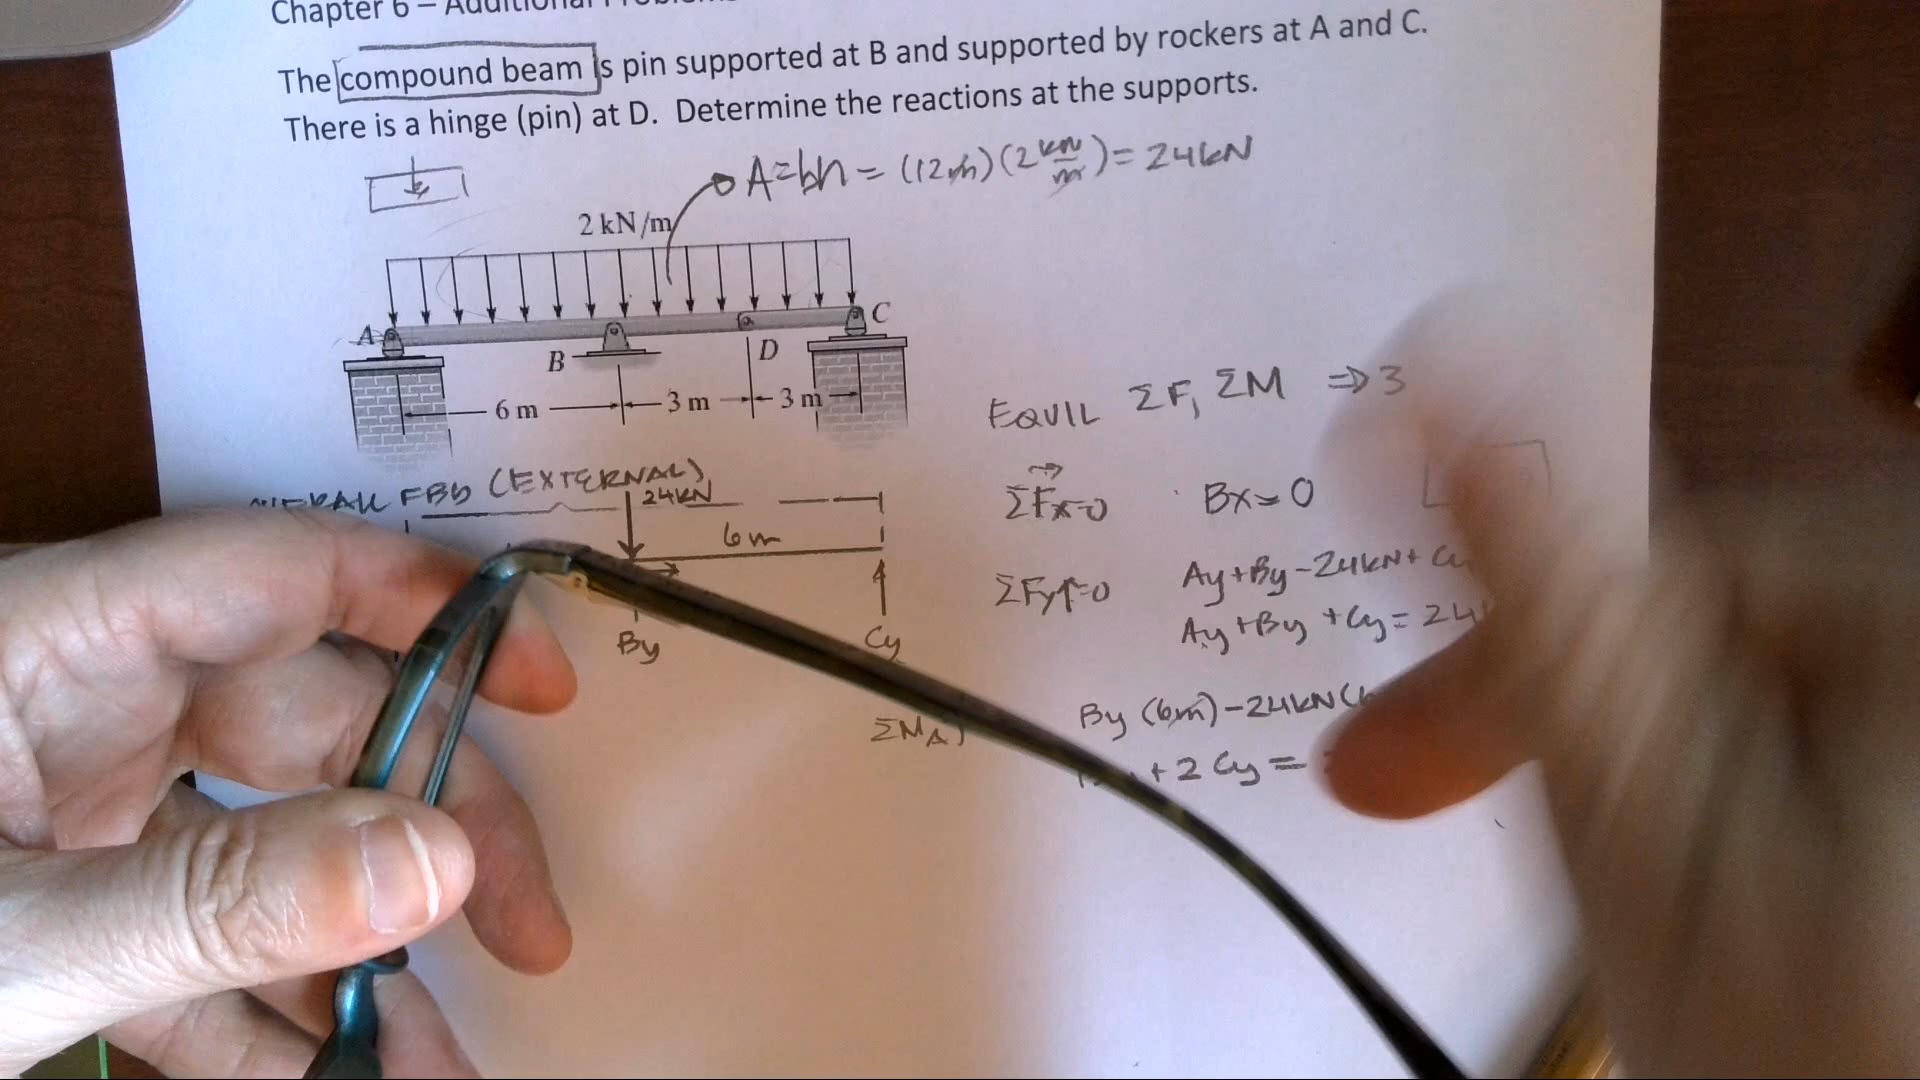 Chapter 6 – Additional
The compound beam is pin supported at B and supported by rockers at A and C.
There is a hinge (pin) at D. Determine the reactions at the supports.
A=bh = (12m)(2 kN/m) = 24kN
2 kN/m
A
B
D
C
6 m
3 m
3 m
EQUIL ΣF, ΣM ⇒ 3
FBD (EXTERNAL)
24kN
6m
By
Cy
ΣFx=0 Bx=0
ΣFy↑=0 Ay+By-24kN+
Ay+By+Cy=24
ΣMA
By (6m)-24kN(
+2Cy=